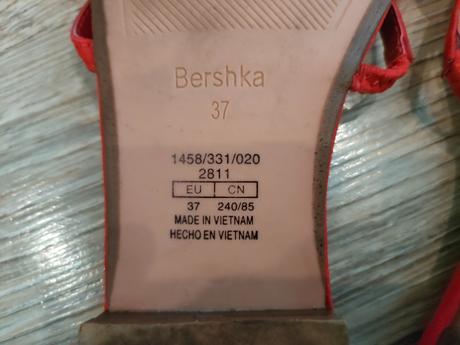 Bershka
37
1458/331/020
2811
EU CN
37 240/85
MADE IN VIETNAM
HECHO EN VIETNAM